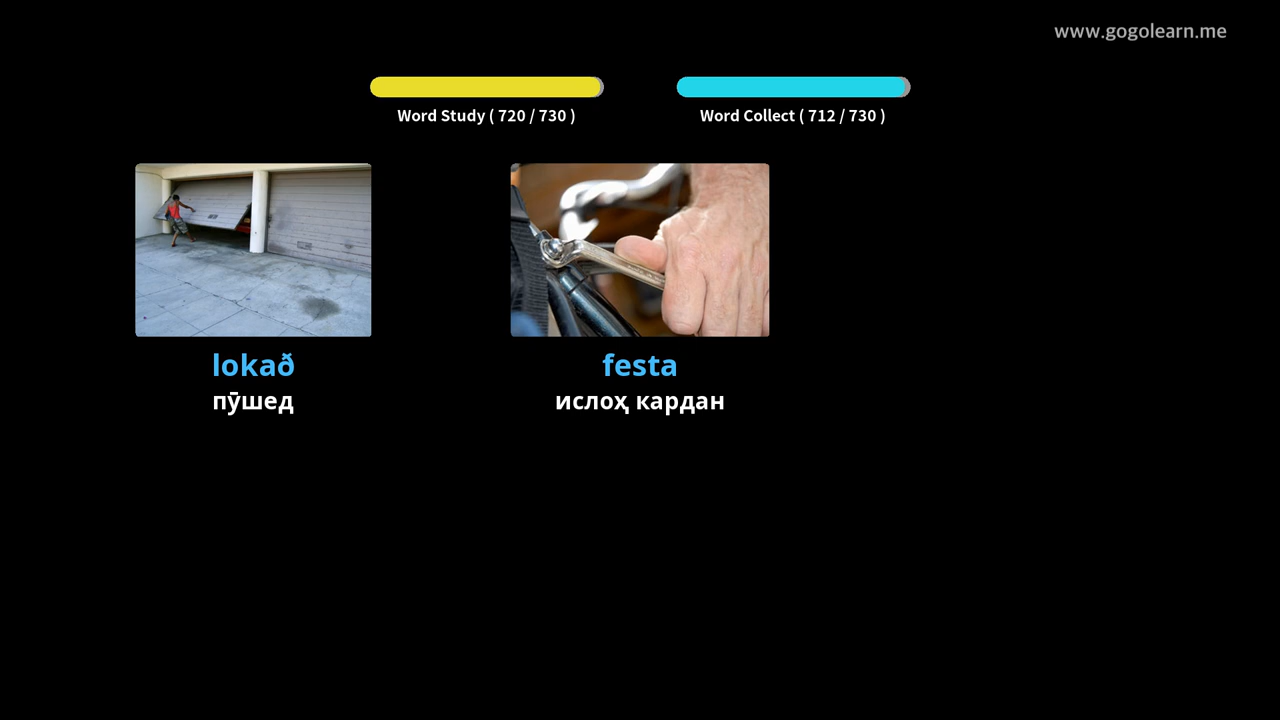 www.gogolearn.me
Word Study ( 720 / 730 )
Word Collect ( 712 / 730 )
lokað
пӯшед
festa
ислоҳ кардан